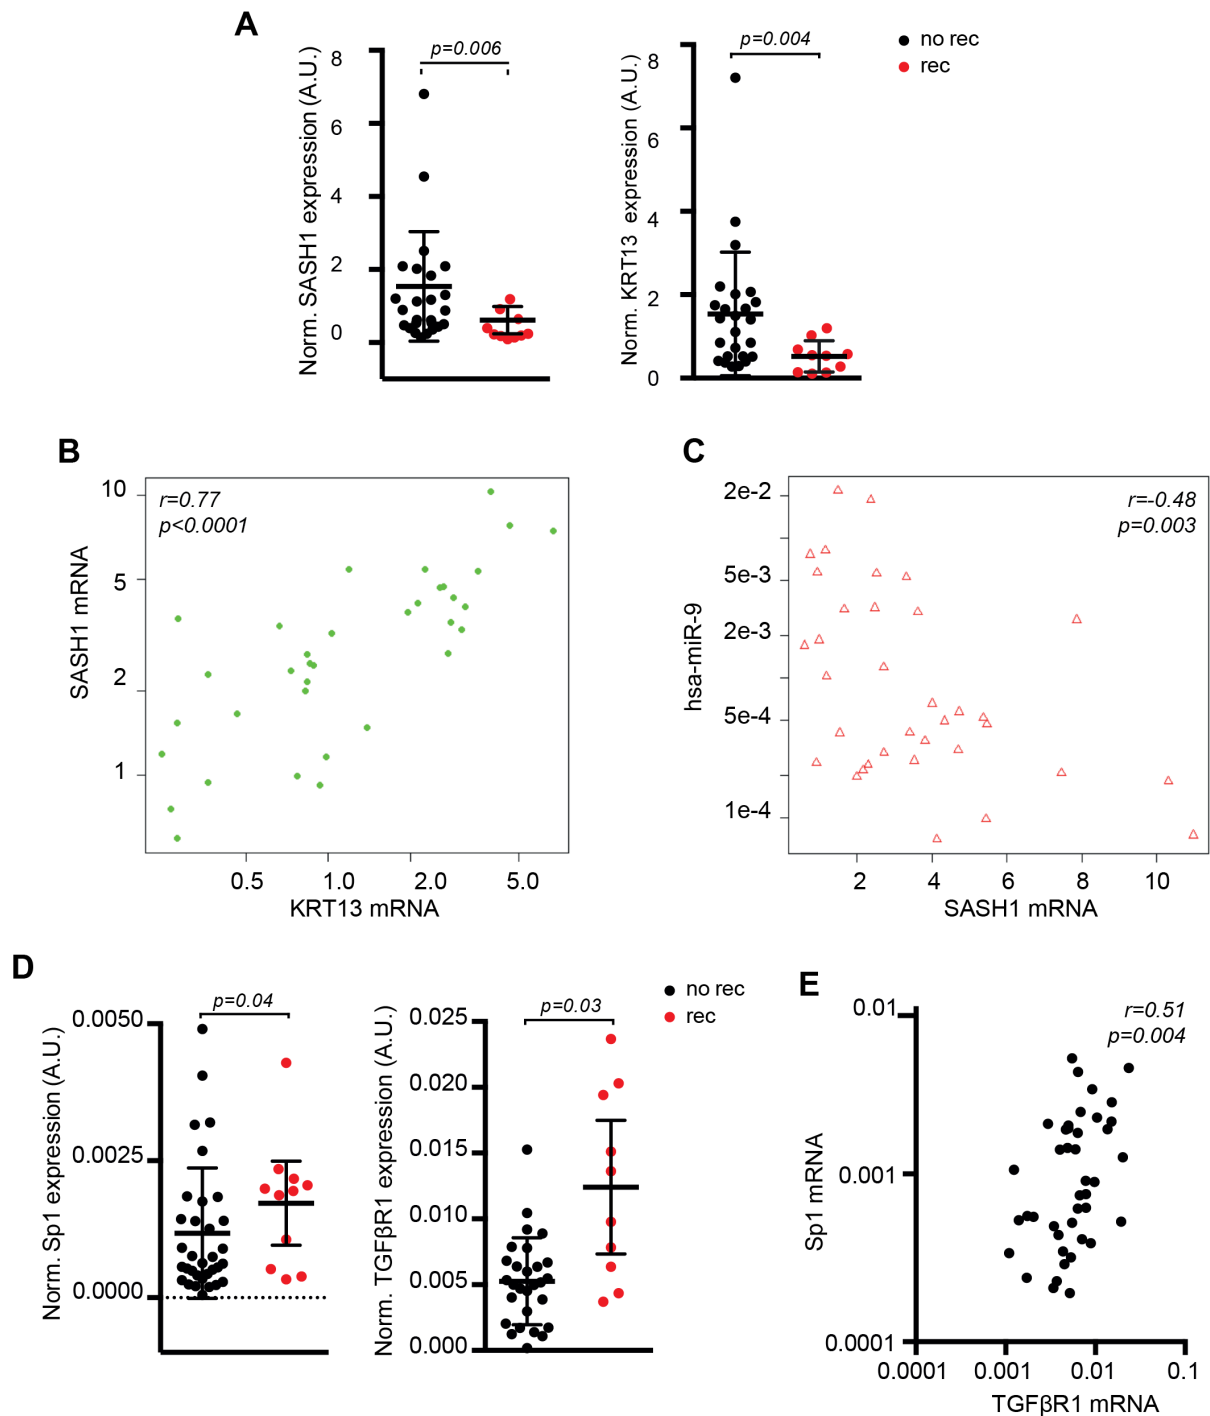 A
Norm. SASH1 expression (A.U.)
8
6
4
2
0
p=0.006
Norm. KRT13 expression (A.U.)
8
6
4
2
0
p=0.004
no rec
rec
B
SASH1 mRNA
10
5
2
1
r=0.77
p<0.0001
0.5 1.0 2.0 5.0
KRT13 mRNA
C
hsa-miR-9
2e-2
5e-3
2e-3
5e-4
1e-4
r=-0.48
p=0.003
2 4 6 8 10
SASH1 mRNA
D
Norm. Sp1 expression (A.U.)
0.0050
0.0025
0.0000
p=0.04
Norm. TGFβR1 expression (A.U.)
0.025
0.020
0.015
0.010
0.005
0.000
p=0.03
no rec
rec
E
Sp1 mRNA
0.01
0.001
0.0001
r=0.51
p=0.004
0.0001 0.001 0.01 0.1
TGFβR1 mRNA